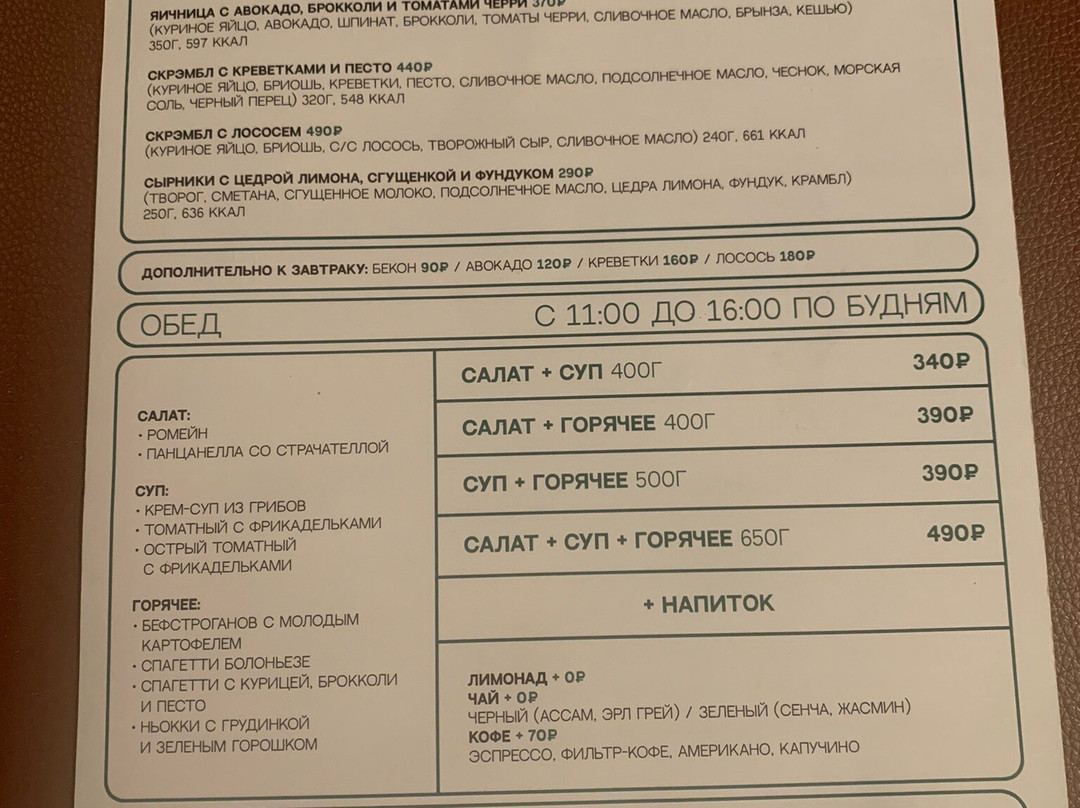 ЯИЧНИЦА С АВОКАДО, БРОККОЛИ И ТОМАТАМИ ЧЕРРИ 370₽
(КУРИНОЕ ЯЙЦО, АВОКАДО, ШПИНАТ, БРОККОЛИ, ТОМАТЫ ЧЕРРИ, СЛИВОЧНОЕ МАСЛО, БРЫНЗА, КЕШЬЮ)
350Г, 597 ККАЛ
СКРЭМБЛ С КРЕВЕТКАМИ И ПЕСТО 440₽
(КУРИНОЕ ЯЙЦО, БРИОШЬ, КРЕВЕТКИ, ПЕСТО, СЛИВОЧНОЕ МАСЛО, ПОДСОЛНЕЧНОЕ МАСЛО, ЧЕСНОК, МОРСКАЯ
СОЛЬ, ЧЕРНЫЙ ПЕРЕЦ) 320Г, 548 ККАЛ
СКРЭМБЛ С ЛОСОСЕМ 490₽
(КУРИНОЕ ЯЙЦО, БРИОШЬ, С/С ЛОСОСЬ, ТВОРОЖНЫЙ СЫР, СЛИВОЧНОЕ МАСЛО) 240Г, 661 ККАЛ
СЫРНИКИ С ЦЕДРОЙ ЛИМОНА, СГУЩЕНКОЙ И ФУНДУКОМ 290₽
(ТВОРОГ, СМЕТАНА, СГУЩЕННОЕ МОЛОКО, ПОДСОЛНЕЧНОЕ МАСЛО, ЦЕДРА ЛИМОНА, ФУНДУК, КРАМБЛ)
250Г, 636 ККАЛ
ДОПОЛНИТЕЛЬНО К ЗАВТРАКУ: БЕКОН 90₽ / АВОКАДО 120₽ / КРЕВЕТКИ 160₽ / ЛОСОСЬ 180₽
ОБЕД С 11:00 ДО 16:00 ПО БУДНЯМ
САЛАТ:
• РОМЕЙН
• ПАНЦАНЕЛЛА СО СТРАЧАТЕЛЛОЙ
СУП:
• КРЕМ-СУП ИЗ ГРИБОВ
• ТОМАТНЫЙ С ФРИКАДЕЛЬКАМИ
• ОСТРЫЙ ТОМАТНЫЙ
С ФРИКАДЕЛЬКАМИ
ГОРЯЧЕЕ:
• БЕФСТРОГАНОВ С МОЛОДЫМ
КАРТОФЕЛЕМ
• СПАГЕТТИ БОЛОНЬЕЗЕ
• СПАГЕТТИ С КУРИЦЕЙ, БРОККОЛИ
И ПЕСТО
• НЬОККИ С ГРУДИНКОЙ
И ЗЕЛЕНЫМ ГОРОШКОМ
САЛАТ + СУП 400Г 340₽
САЛАТ + ГОРЯЧЕЕ 400Г 390₽
СУП + ГОРЯЧЕЕ 500Г 390₽
САЛАТ + СУП + ГОРЯЧЕЕ 650Г 490₽
+ НАПИТОК
ЛИМОНАД + 0₽
ЧАЙ + 0₽
ЧЕРНЫЙ (АССАМ, ЭРЛ ГРЕЙ) / ЗЕЛЕНЫЙ (СЕНЧА, ЖАСМИН)
КОФЕ + 70₽
ЭСПРЕССО, ФИЛЬТР-КОФЕ, АМЕРИКАНО, КАПУЧИНО